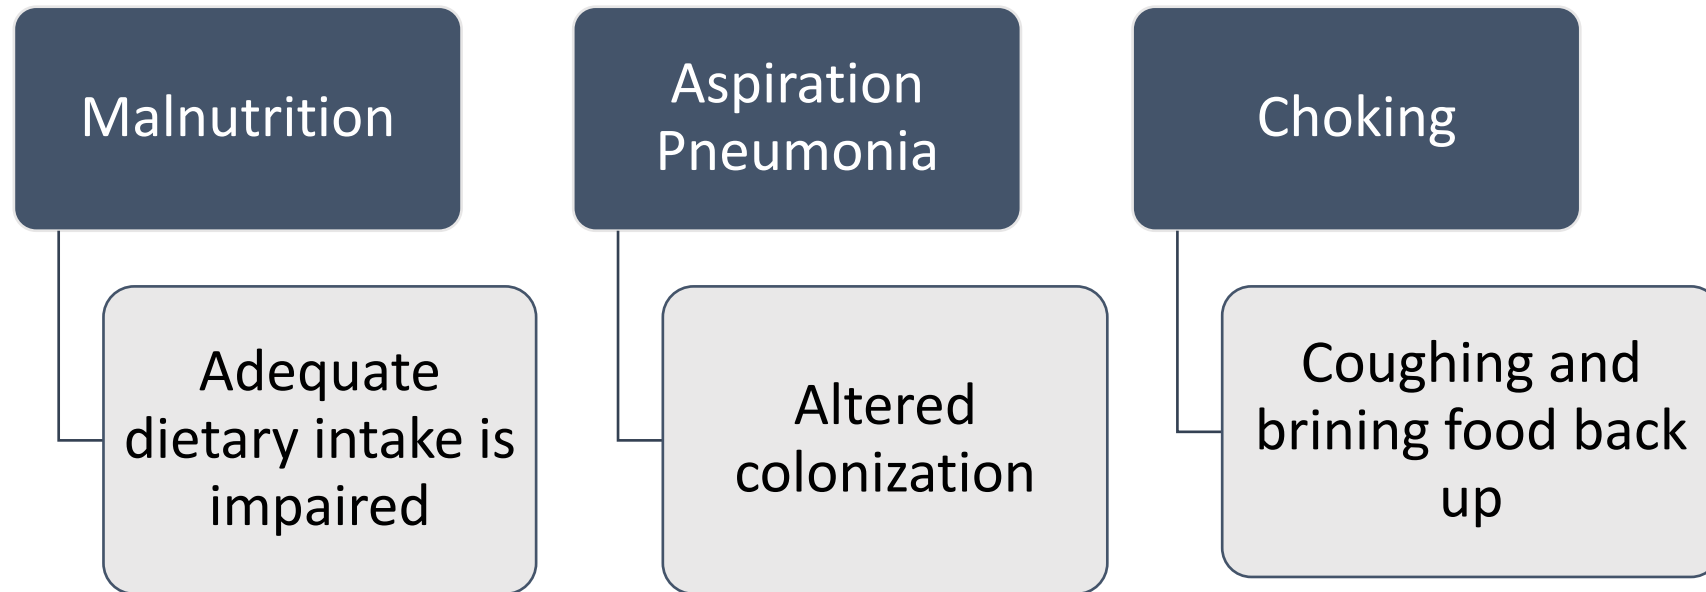 Malnutrition
Adequate
dietary intake is
impaired
Aspiration
Pneumonia
Altered
colonization
Choking
Coughing and
brining food back
up